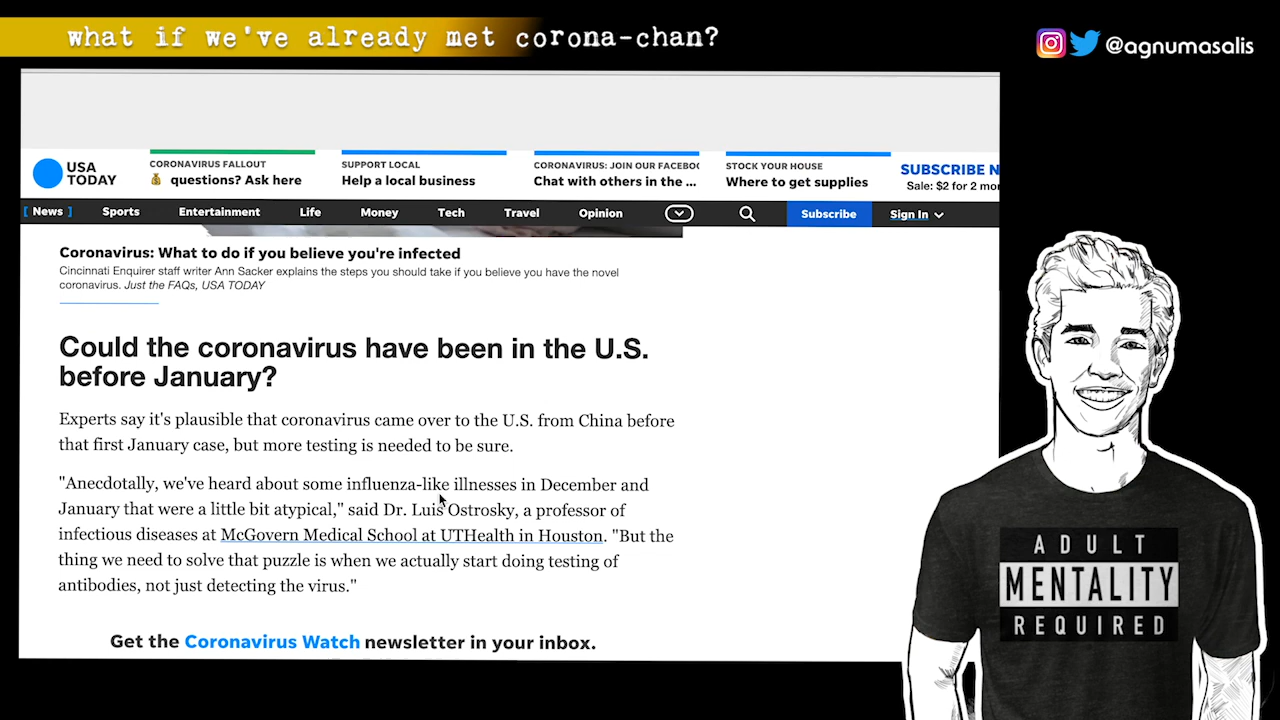 what if we've already met corona-chan?
@agnumasalis
USA
TODAY
CORONAVIRUS FALLOUT
questions? Ask here
SUPPORT LOCAL
Help a local business
CORONAVIRUS: JOIN OUR FACEBO
Chat with others in the ...
STOCK YOUR HOUSE
Where to get supplies
SUBSCRIBE N
Sale: $2 for 2 mo
[ News ] Sports Entertainment Life Money Tech Travel Opinion Subscribe Sign In
Coronavirus: What to do if you believe you're infected
Cincinnati Enquirer staff writer Ann Sacker explains the steps you should take if you believe you have the novel
coronavirus. Just the FAQs, USA TODAY
Could the coronavirus have been in the U.S.
before January?
Experts say it's plausible that coronavirus came over to the U.S. from China before
that first January case, but more testing is needed to be sure.
"Anecdotally, we've heard about some influenza-like illnesses in December and
January that were a little bit atypical," said Dr. Luis Ostrosky, a professor of
infectious diseases at McGovern Medical School at UTHealth in Houston. "But the
thing we need to solve that puzzle is when we actually start doing testing of
antibodies, not just detecting the virus."
Get the Coronavirus Watch newsletter in your inbox.
ADULT
MENTALITY
REQUIRED